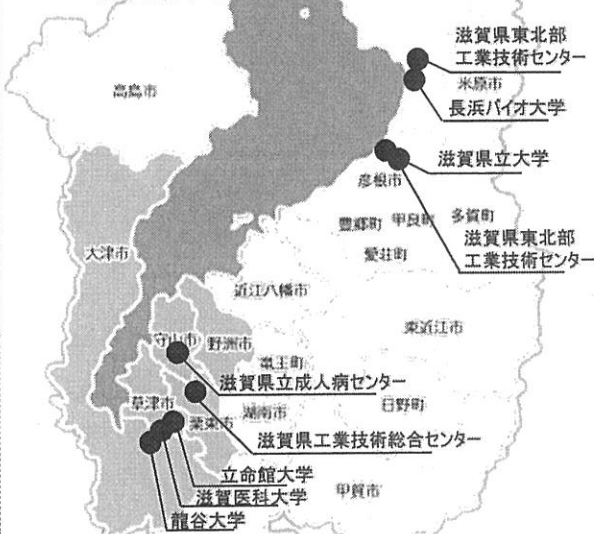 滋賀県東北部
工業技術センター
高島市
米原市
長浜バイオ大学
滋賀県立大学
彦根市
豊郷町
甲良町
多賀町
滋賀県東北部
工業技術センター
大津市
愛荘町
近江八幡市
東近江市
守山市
野洲市
竜王町
滋賀県立成人病センター
草津市
栗東市
湖南市
日野町
滋賀県工業技術総合センター
立命館大学
滋賀医科大学
甲賀市
龍谷大学